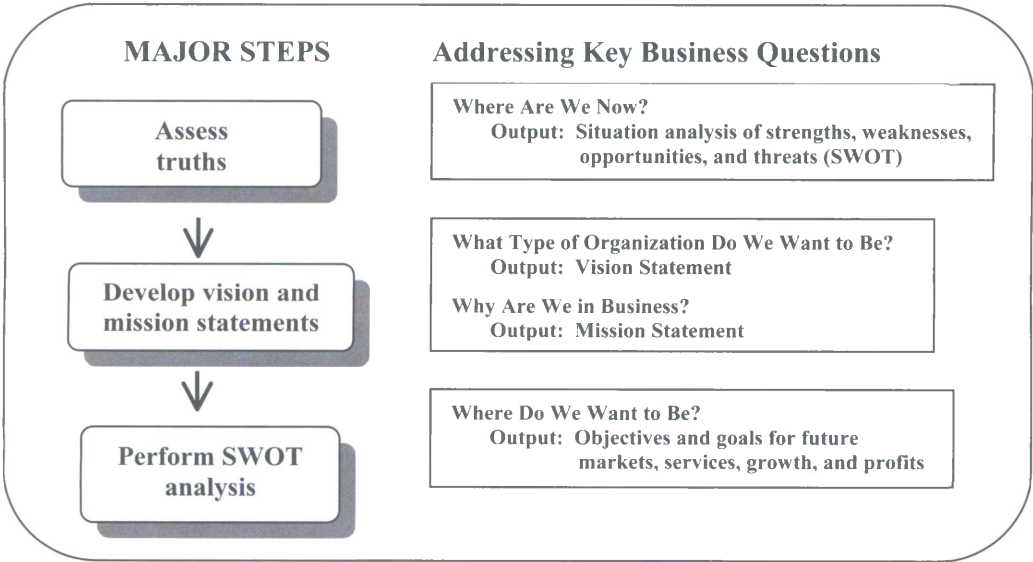 MAJOR STEPS
Addressing Key Business Questions
Assess
truths
Where Are We Now?
Output: Situation analysis of strengths, weaknesses,
opportunities, and threats (SWOT)
Develop vision and
mission statements
What Type of Organization Do We Want to Be?
Output: Vision Statement
Why Are We in Business?
Output: Mission Statement
Perform SWOT
analysis
Where Do We Want to Be?
Output: Objectives and goals for future
markets, services, growth, and profits